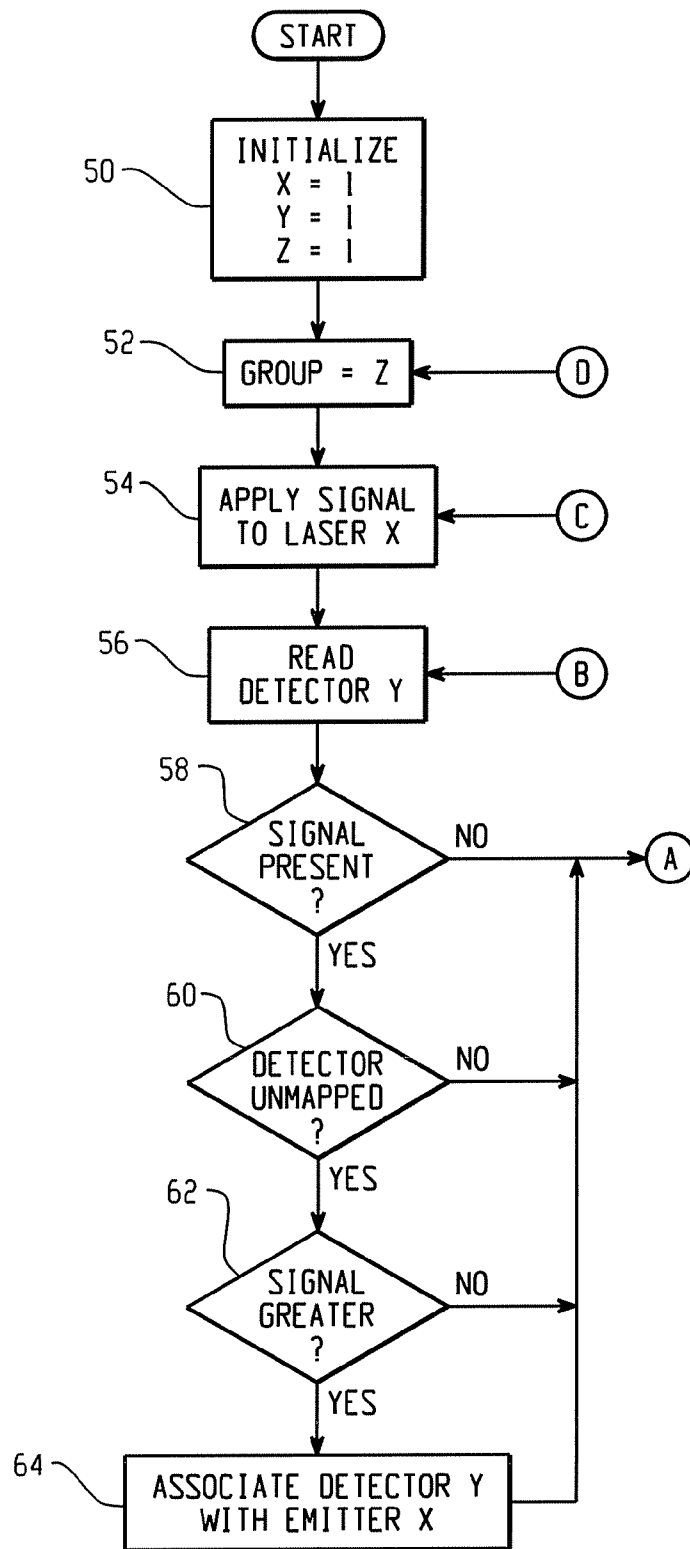 START
50
INITIALIZE
X = 1
Y = 1
Z = 1
52
GROUP = Z
D
54
APPLY SIGNAL
TO LASER X
C
56
READ
DETECTOR Y
B
58
SIGNAL
PRESENT
?
NO
A
YES
60
DETECTOR
UNMAPPED
?
NO
YES
62
SIGNAL
GREATER
?
NO
YES
64
ASSOCIATE DETECTOR Y
WITH EMITTER X